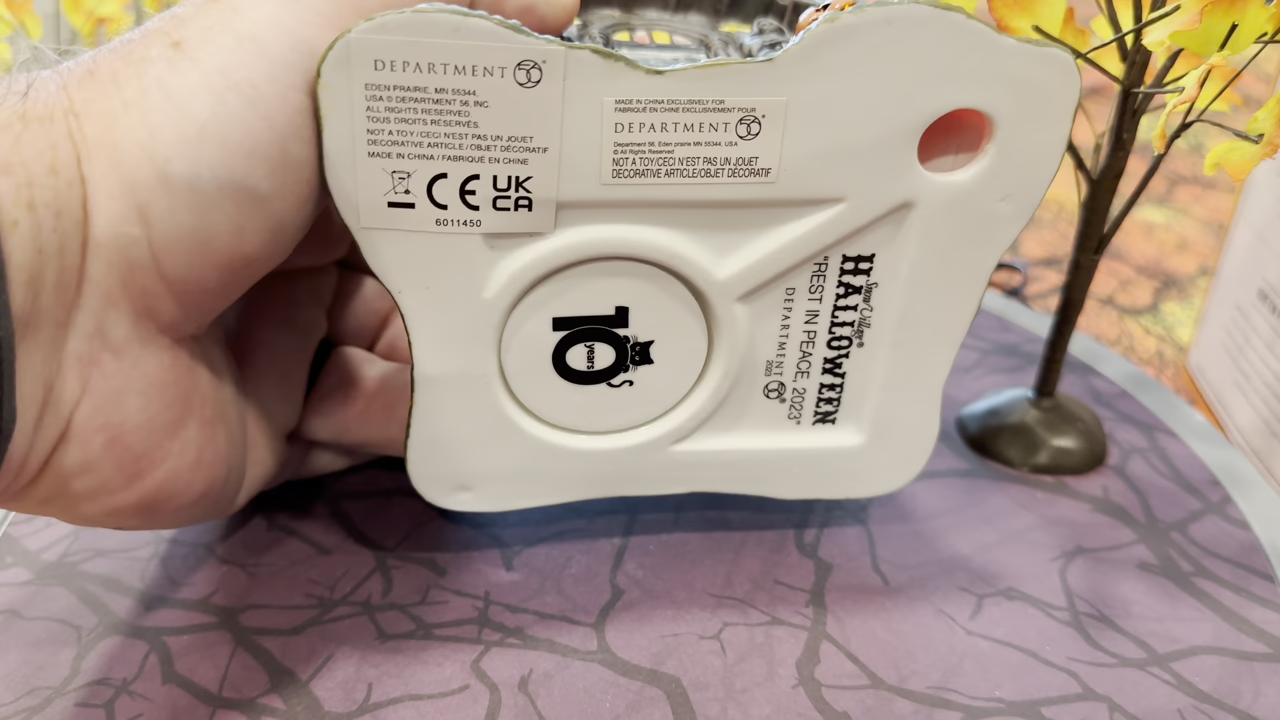 DEPARTMENT 56®
EDEN PRAIRIE, MN 55344,
USA © DEPARTMENT 56, INC.
ALL RIGHTS RESERVED.
TOUS DROITS RÉSERVÉS.
NOT A TOY / CECI N'EST PAS UN JOUET
DECORATIVE ARTICLE / OBJET DÉCORATIF
MADE IN CHINA / FABRIQUÉ EN CHINE
CE UK
CA
6011450
MADE IN CHINA EXCLUSIVELY FOR
FABRIQUÉ EN CHINE EXCLUSIVEMENT POUR
DEPARTMENT 56®
Department 56, Eden prairie MN 55344, USA
© All Rights Reserved
NOT A TOY/CECI N'EST PAS UN JOUET
DECORATIVE ARTICLE/OBJET DÉCORATIF
10
years
Snow Village®
HALLOWEEN
"REST IN PEACE, 2023"
DEPARTMENT 56®
2023